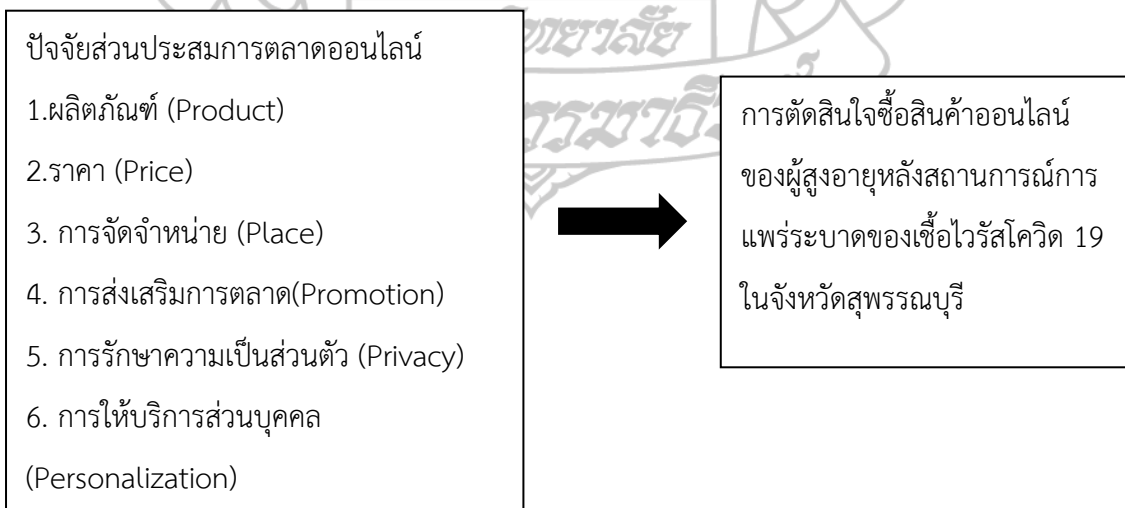 ปัจจัยส่วนประสมการตลาดออนไลน์
1.ผลิตภัณฑ์ (Product)
2.ราคา (Price)
3. การจัดจำหน่าย (Place)
4. การส่งเสริมการตลาด(Promotion)
5. การรักษาความเป็นส่วนตัว (Privacy)
6. การให้บริการส่วนบุคคล
(Personalization)
การตัดสินใจซื้อสินค้าออนไลน์
ของผู้สูงอายุหลังสถานการณ์การ
แพร่ระบาดของเชื้อไวรัสโควิด 19
ในจังหวัดสุพรรณบุรี